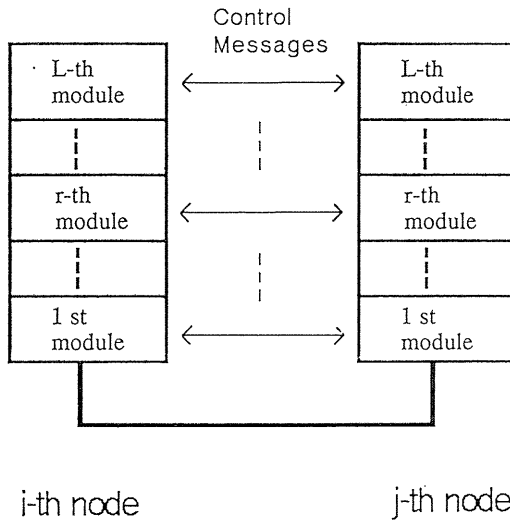 Control
Messages
L-th
module
L-th
module
r-th
module
r-th
module
1 st
module
1 st
module
i-th node
j-th node